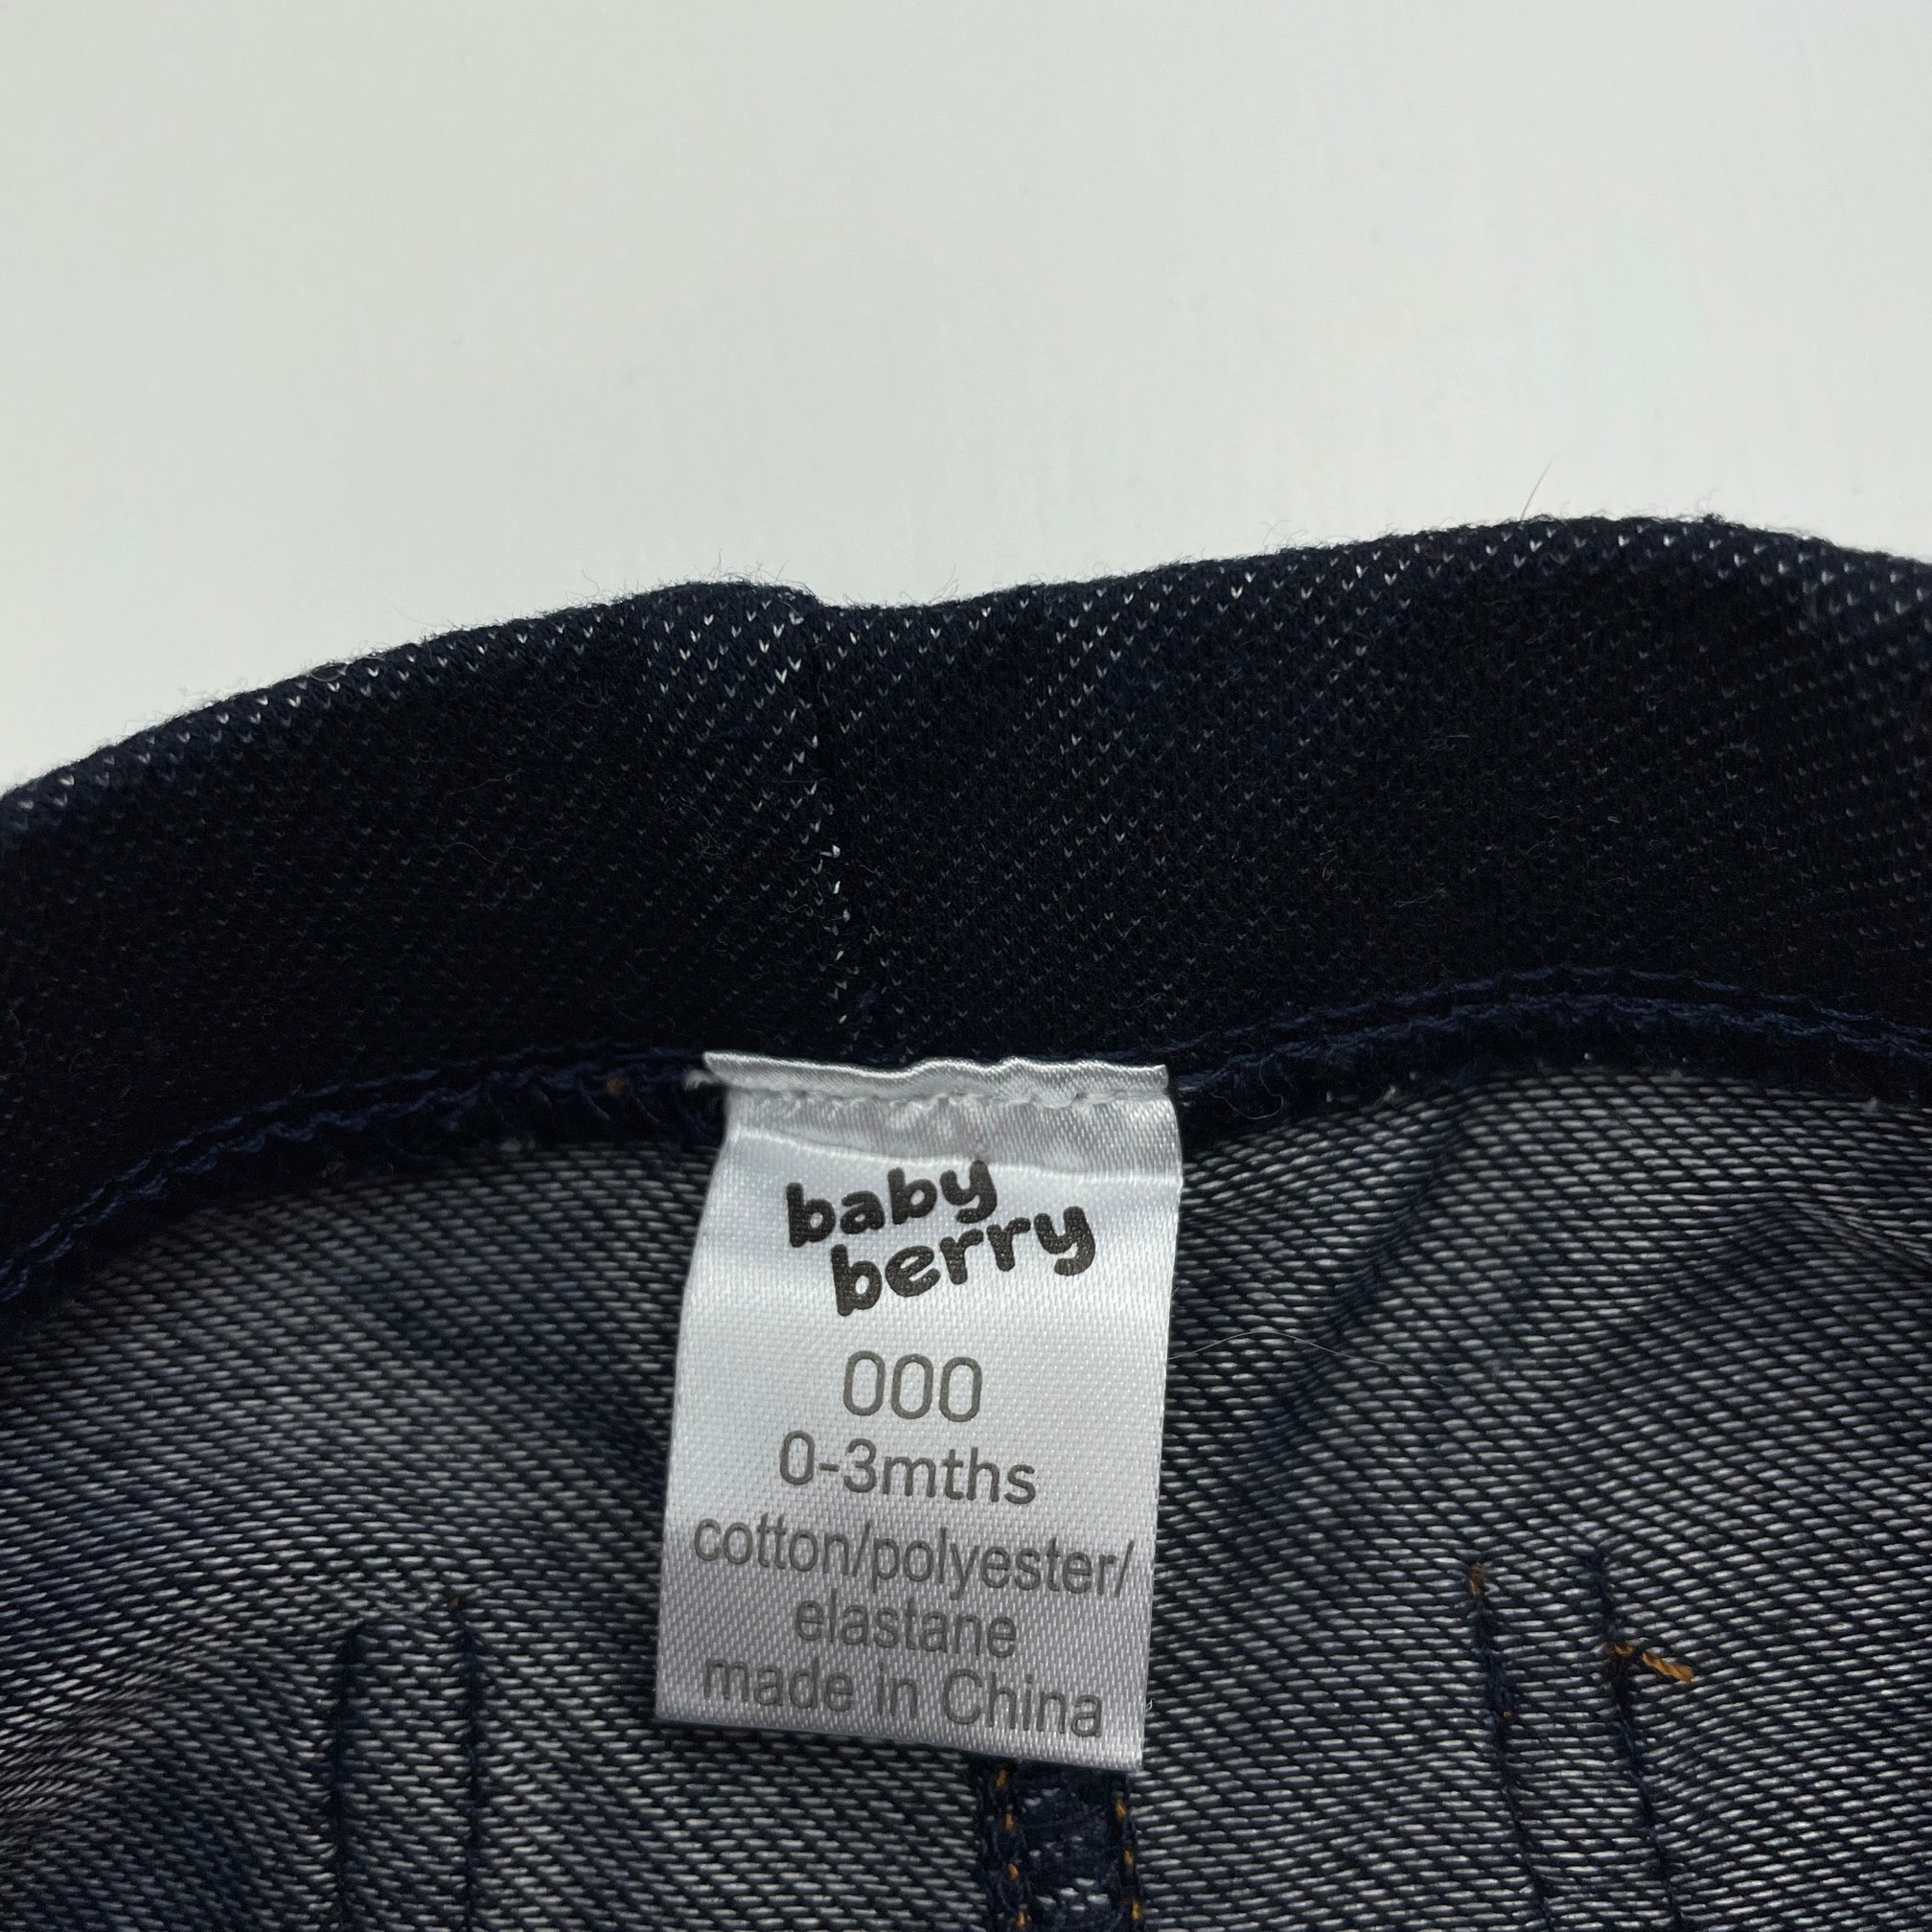 baby
berry
000
0-3mths
cotton/polyester/
elastane
made in China